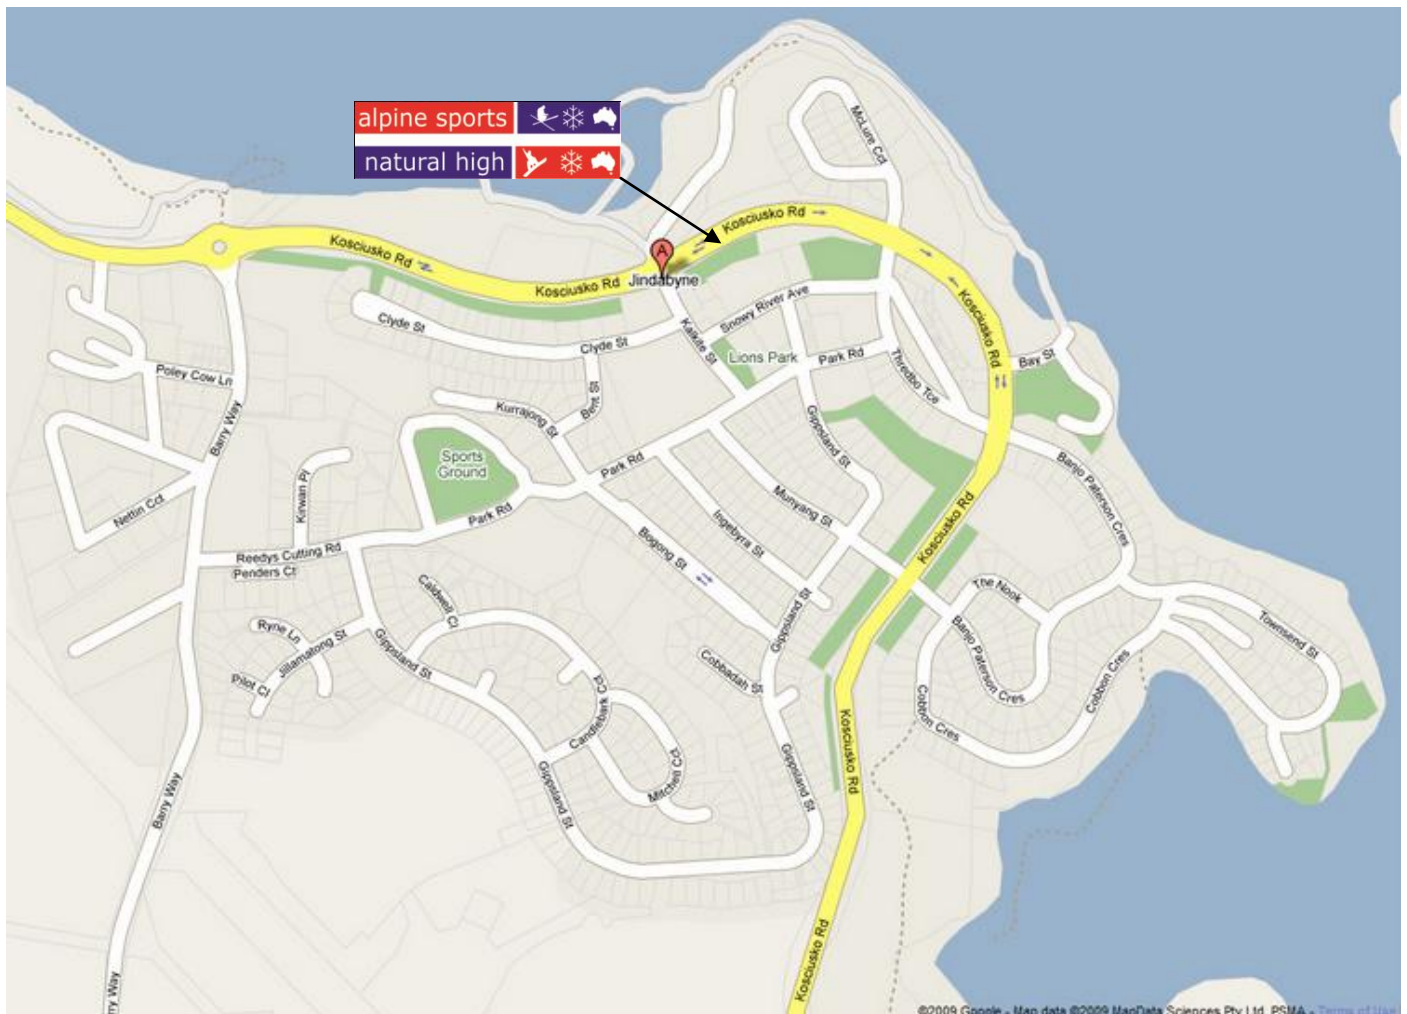 alpine sports
natural high
McLure Cct
Kosciusko Rd
Kosciusko Rd
Kosciusko Rd
A
Jindabyne
Kosciusko Rd
Snowy River Ave
Clyde St
Clyde St
Kalkite St
Lions Park
Park Rd
Thredbo Tce
Bay St
Poley Cow Ln
Barry Way
Bent St
Kurrajong St
Gippsland St
Sports
Ground
Park Rd
Banjo Paterson Cres
Nettin Cct
Kirwan Pl
Munyang St
Ingebyra St
Park Rd
Kosciusko Rd
Reedys Cutting Rd
Penders Ct
Bogong St
Caldwell Cl
The Nook
Gippsland St
Banjo Paterson Cres
Townsend St
Ryne Ln
Jillamatong St
Gippsland St
Pilot Cl
Cobbadah St
Cobbon Cres
Cobbon Cres
Candlebark Cct
Kosciusko Rd
Gippsland St
Gippsland St
Mitchell Cct
Barry Way
Kosciusko Rd
ry Way
©2009 Google - Map data ©2009 MapData Sciences Pty Ltd, PSMA - Terms of Use